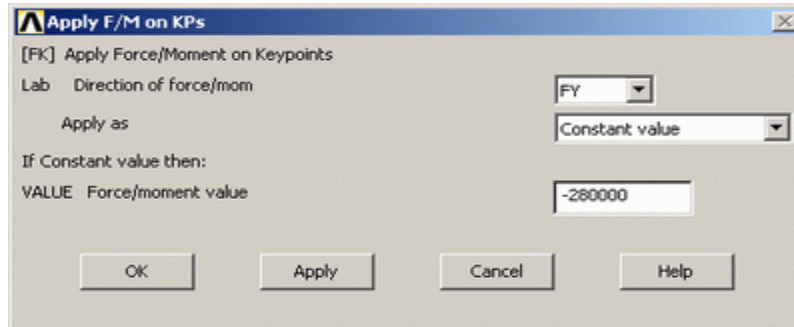 Apply F/M on KPs
[FK] Apply Force/Moment on Keypoints
Lab Direction of force/mom FY
Apply as Constant value
If Constant value then:
VALUE Force/moment value -280000
OK Apply Cancel Help